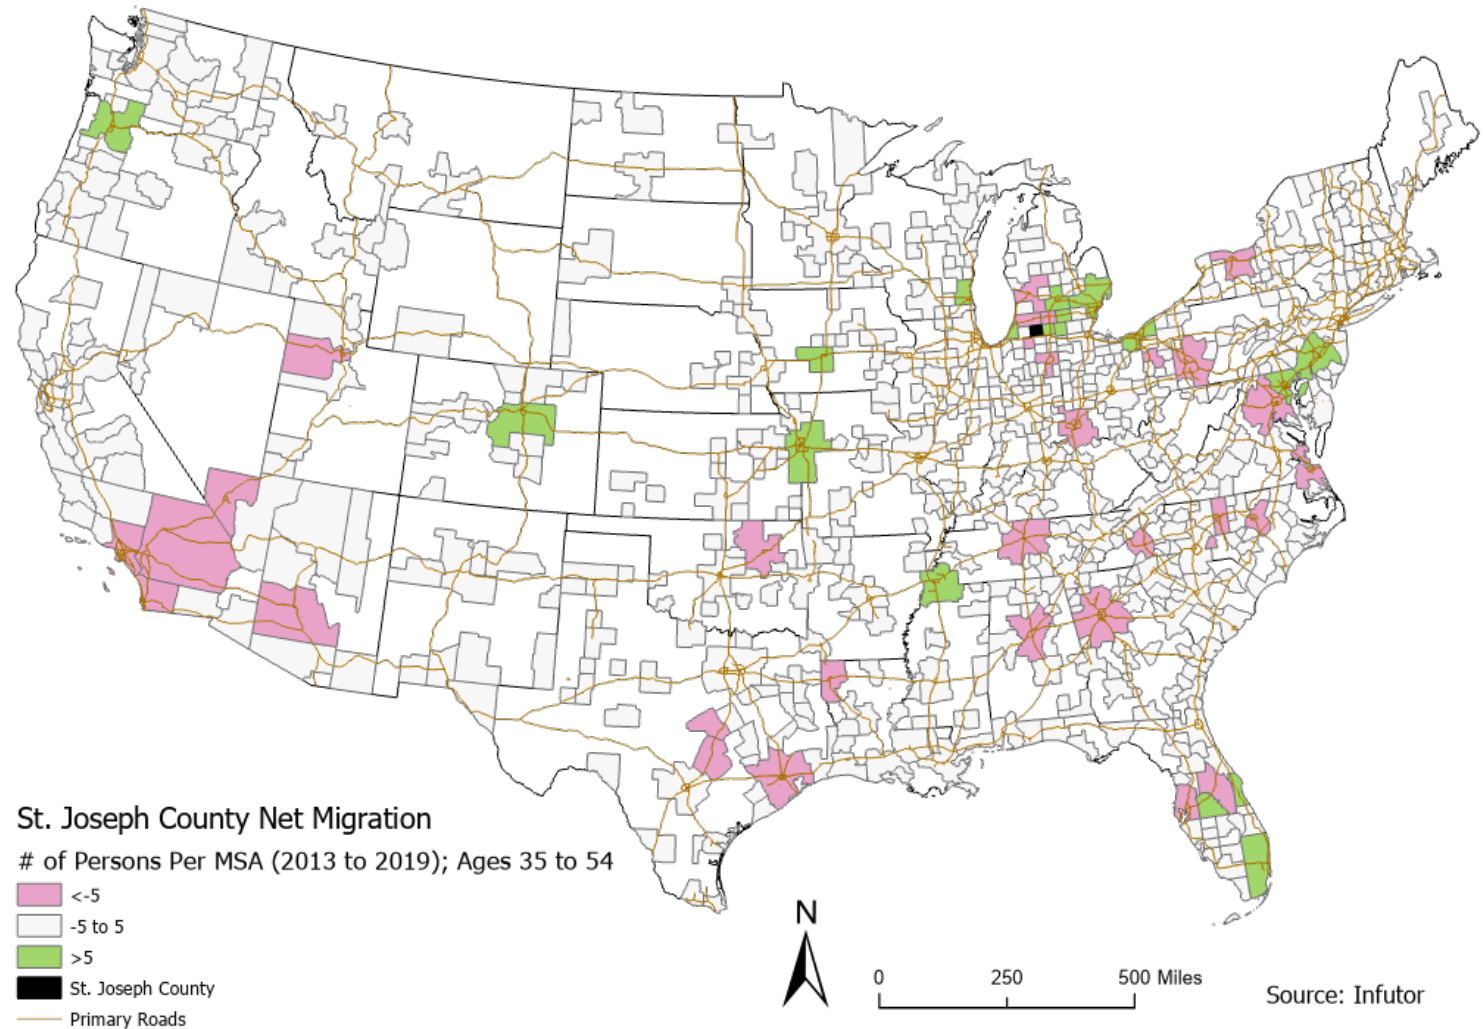 St. Joseph County Net Migration
# of Persons Per MSA (2013 to 2019); Ages 35 to 54
<-5
-5 to 5
>5
St. Joseph County
Primary Roads
N
0 250 500 Miles
Source: Infutor